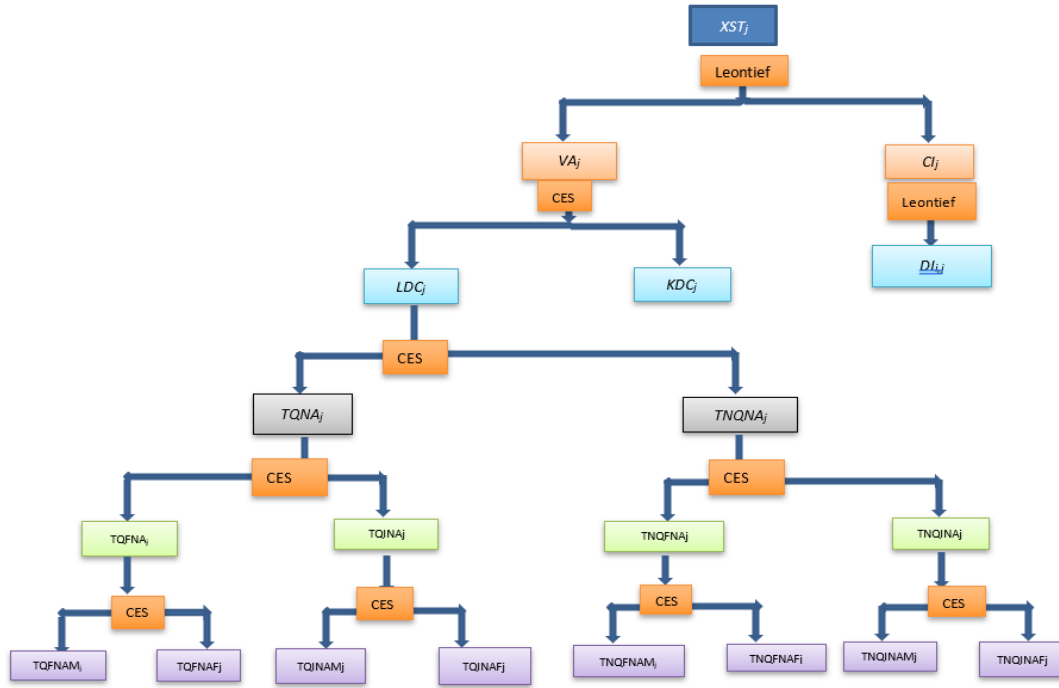 XSTj
Leontief
VAj
CIj
CES
Leontief
DIi,j
LDCj
KDCj
CES
TQNAj
TNQNAj
CES
CES
TQFNAj
TQINAj
TNQFNAj
TNQINAj
CES
CES
CES
CES
TQFNAMj
TQFNAFj
TQINAMj
TQINAFj
TNQFNAMj
TNQFNAFj
TNQINAMj
TNQINAFj